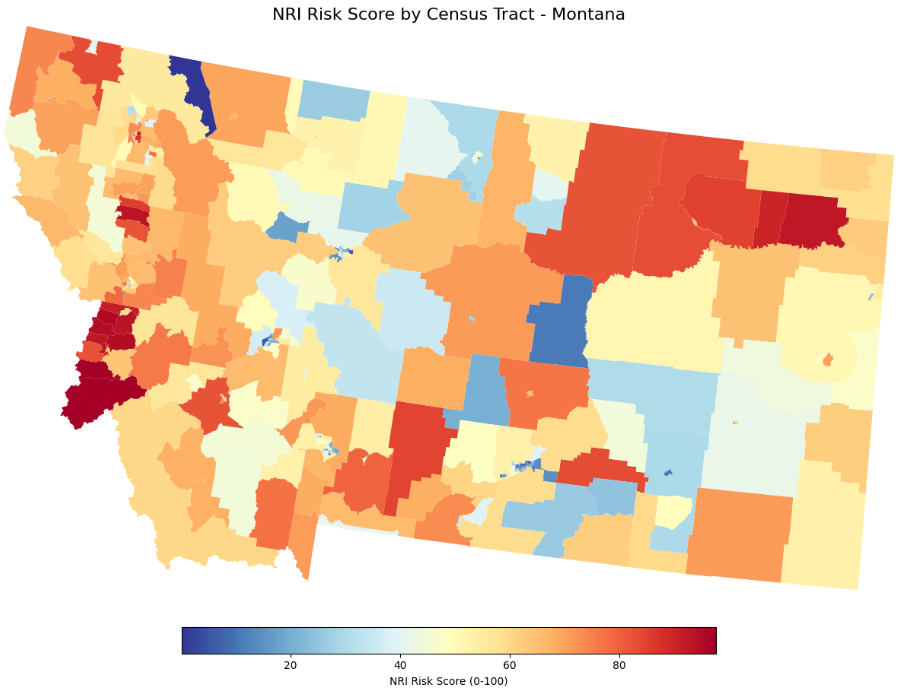 NRI Risk Score by Census Tract - Montana
20 40 60 80
NRI Risk Score (0-100)